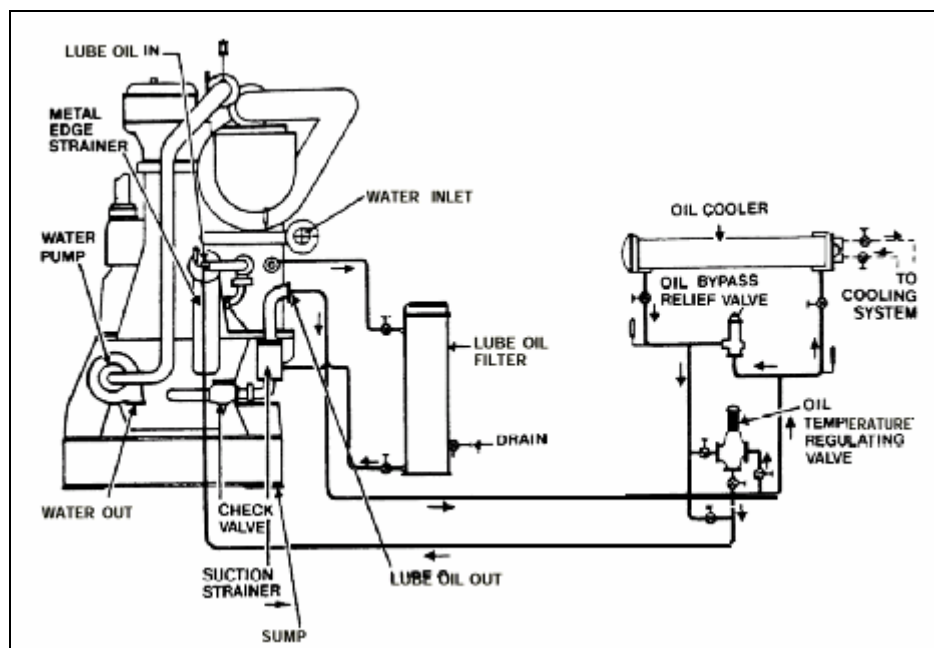 LUBE OIL IN
METAL
EDGE
STRAINER
WATER INLET
WATER
PUMP
OIL COOLER
OIL BYPASS
RELIEF VALVE
TO
COOLING
SYSTEM
LUBE OIL
FILTER
OIL
TEMPERATURE
REGULATING
VALVE
DRAIN
WATER OUT
CHECK
VALVE
SUCTION
STRAINER
LUBE OIL OUT
SUMP